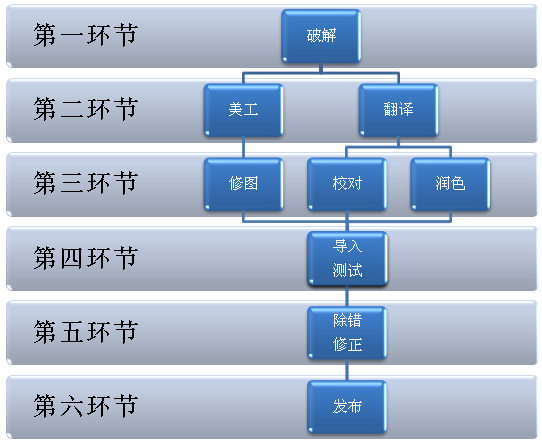 第一环节
破解
第二环节
美工
翻译
第三环节
修图
校对
润色
第四环节
导入
测试
第五环节
除错
修正
第六环节
发布